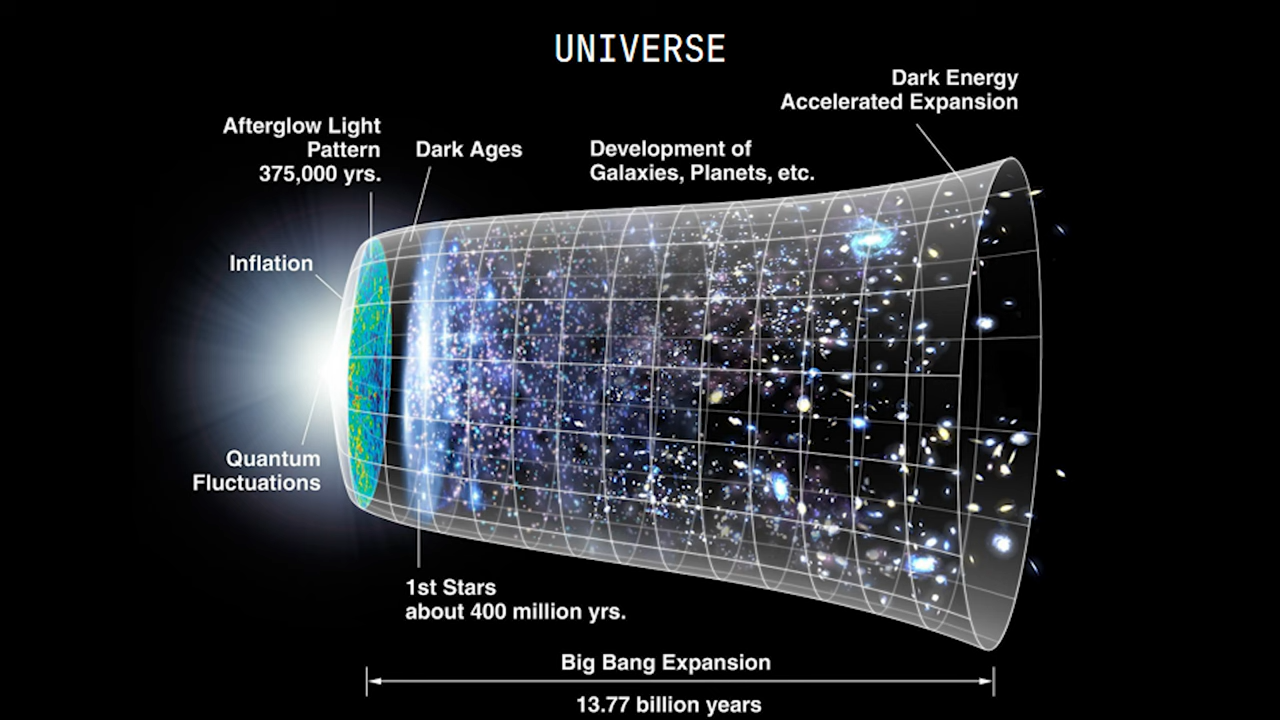 UNIVERSE
Dark Energy
Accelerated Expansion
Afterglow Light
Pattern
375,000 yrs.
Dark Ages
Development of
Galaxies, Planets, etc.
Inflation
Quantum
Fluctuations
1st Stars
about 400 million yrs.
Big Bang Expansion
13.77 billion years